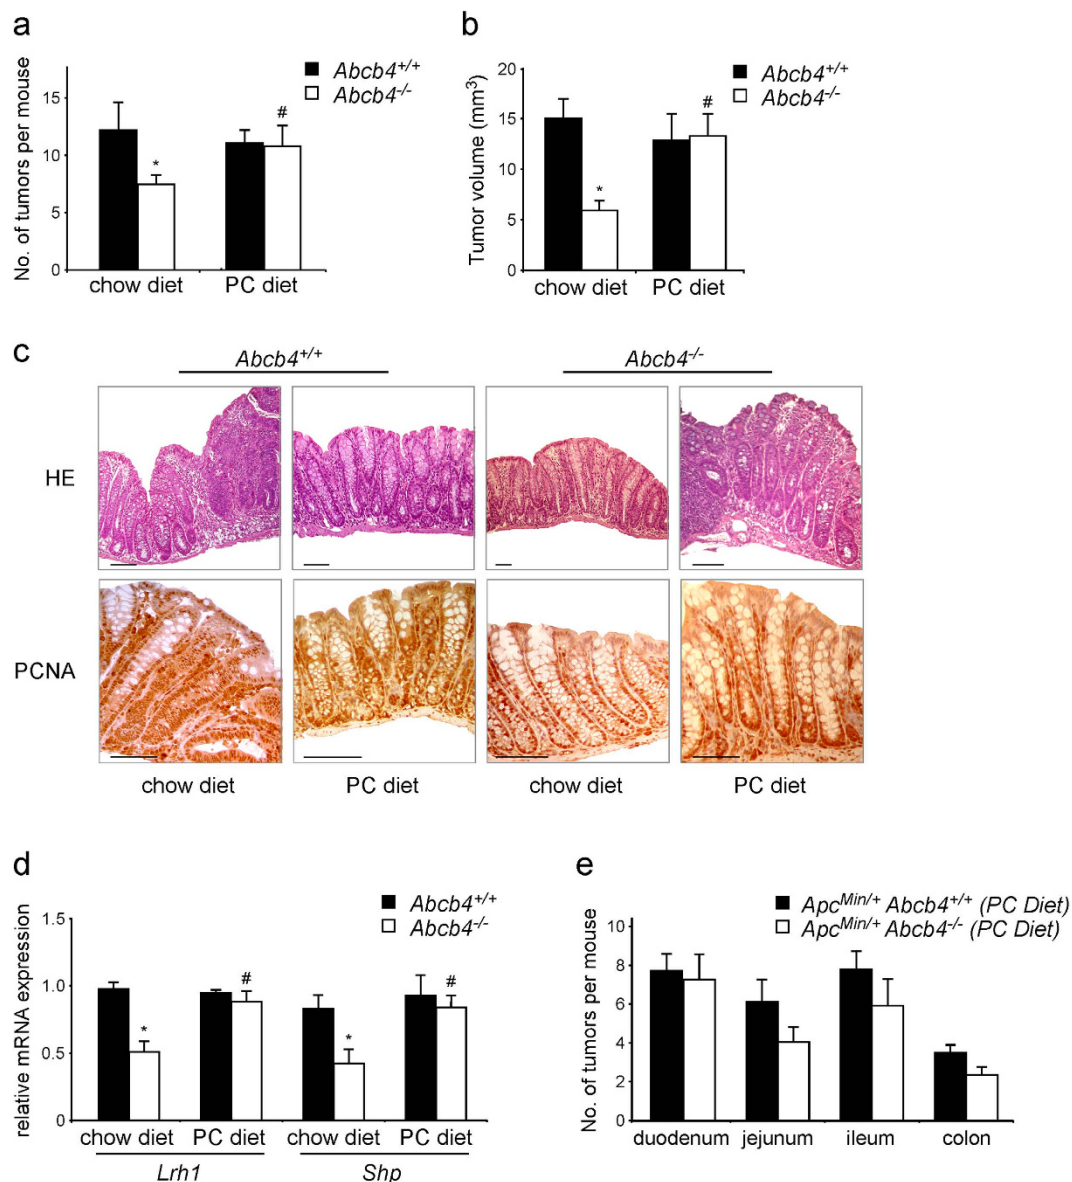 a
No. of tumors per mouse
15
10
5
0
Abcb4+/+
Abcb4-/-
*
#
chow diet
PC diet
b
Tumor volume (mm3)
20
15
10
5
0
Abcb4+/+
Abcb4-/-
*
#
chow diet
PC diet
c
Abcb4+/+
Abcb4-/-
HE
PCNA
chow diet
PC diet
chow diet
PC diet
d
relative mRNA expression
1.5
1.0
0.5
0
Abcb4+/+
Abcb4-/-
*
#
*
#
chow diet
PC diet
chow diet
PC diet
Lrh1
Shp
e
No. of tumors per mouse
10
8
6
4
2
0
ApcMin/+ Abcb4+/+ (PC Diet)
ApcMin/+ Abcb4-/- (PC Diet)
duodenum
jejunum
ileum
colon